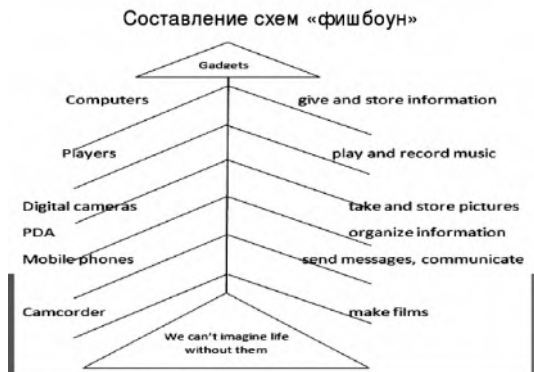 Составление схем «фишбоун»
Gadgets
Computers give and store information
Players play and record music
Digital cameras take and store pictures
PDA organize information
Mobile phones send messages, communicate
Camcorder make films
We can't imagine life
without them